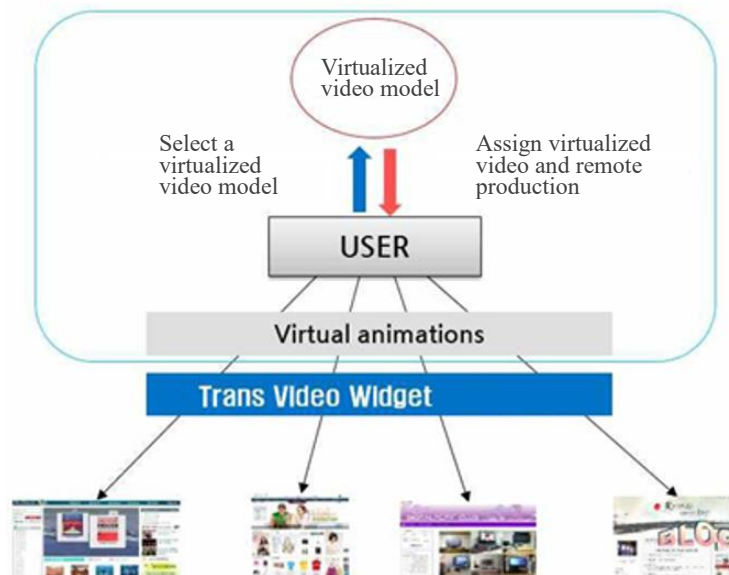 Virtualized
video model
Select a
virtualized
video model
Assign virtualized
video and remote
production
USER
Virtual animations
Trans Video Widget
BLOG